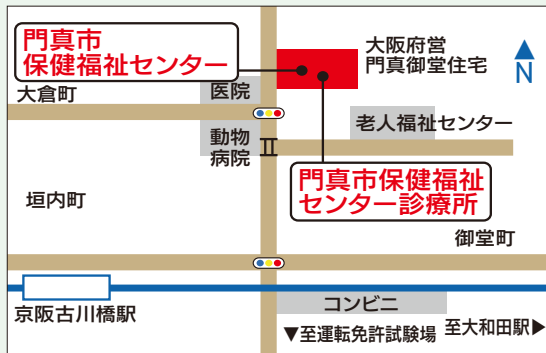 門真市
保健福祉センター
大阪府営
門真御堂住宅
N
大倉町
医院
動物
病院
老人福祉センター
門真市保健福祉
センター診療所
垣内町
御堂町
京阪古川橋駅
コンビニ
▼至運転免許試験場
至大和田駅▶